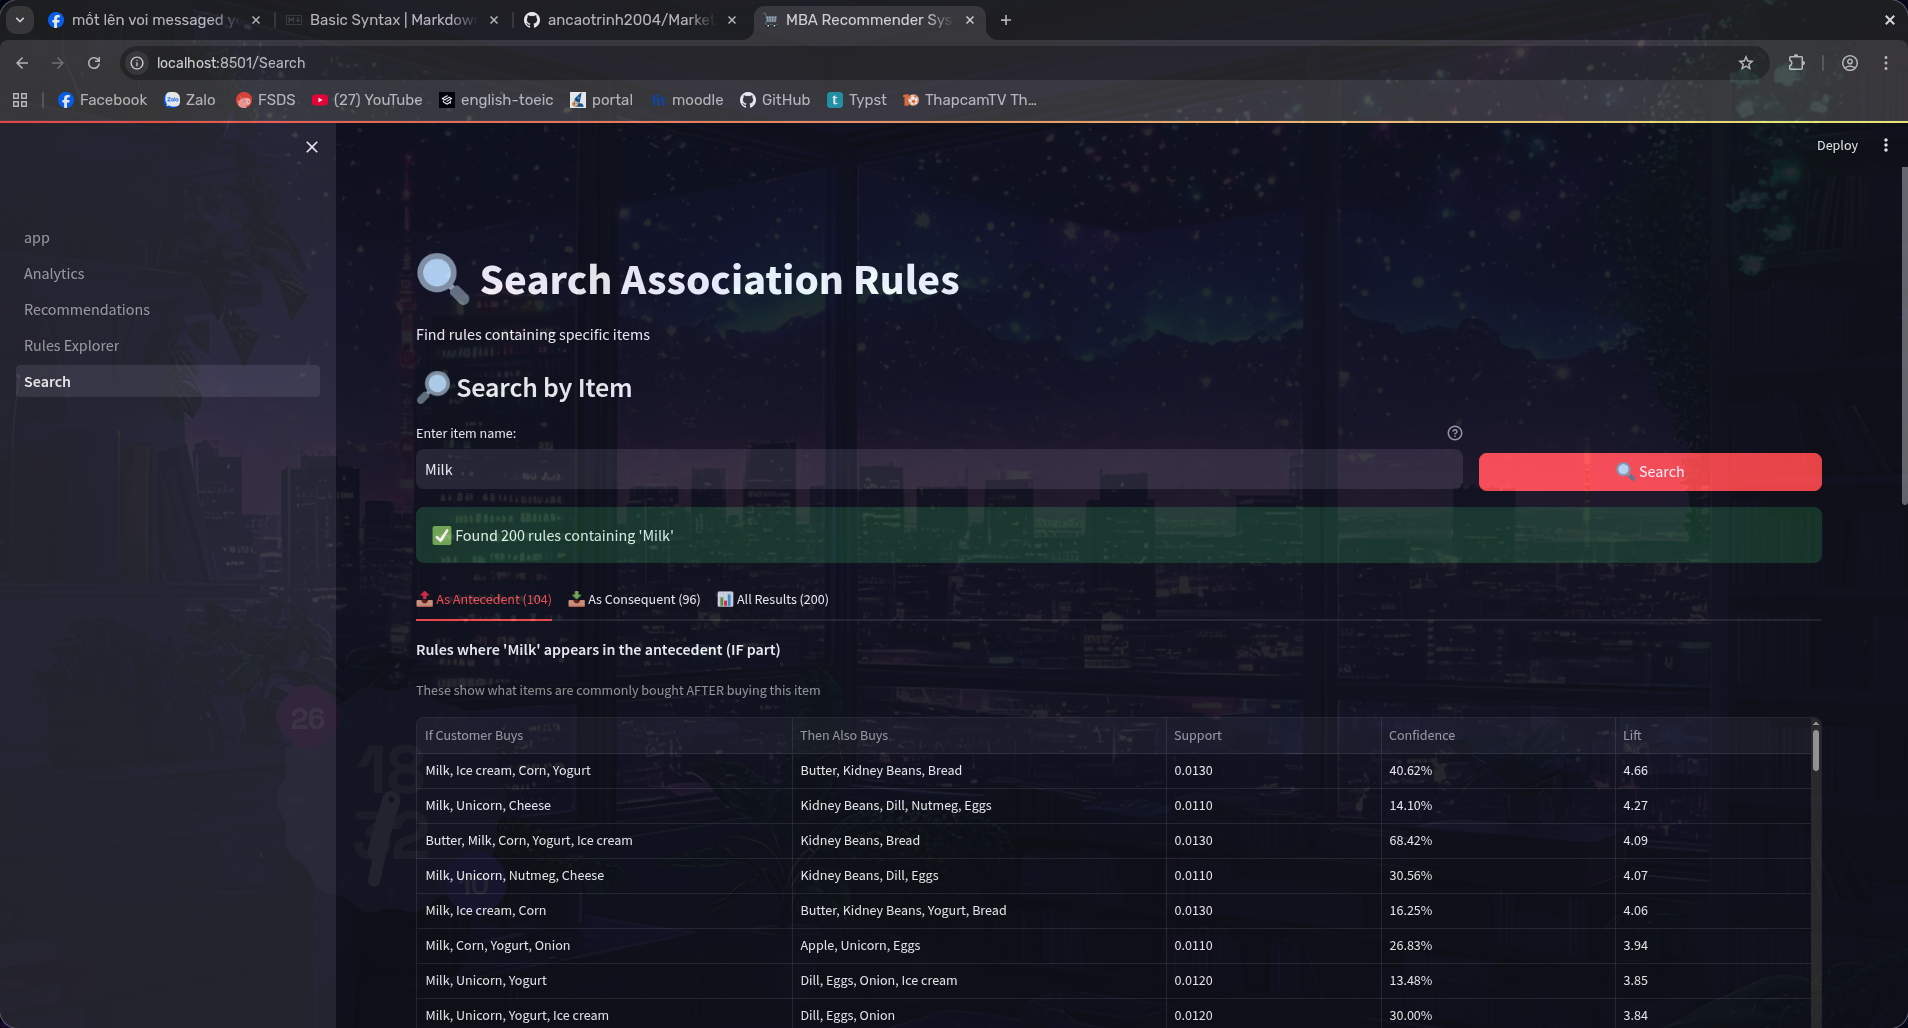 mốt lên voi messaged y
Basic Syntax | Markdow
ancaotrinh2004/Market
MBA Recommender Sys
localhost:8501/Search
Facebook
Zalo
FSDS
(27) YouTube
english-toeic
portal
moodle
GitHub
Typst
ThapcamTV Th...
Deploy
app
Analytics
Recommendations
Rules Explorer
Search
Search Association Rules
Find rules containing specific items
Search by Item
Enter item name:
Milk
Search
Found 200 rules containing 'Milk'
As Antecedent (104) As Consequent (96) All Results (200)
Rules where 'Milk' appears in the antecedent (IF part)
These show what items are commonly bought AFTER buying this item
If Customer Buys Then Also Buys Support Confidence Lift
Milk, Ice cream, Corn, Yogurt Butter, Kidney Beans, Bread 0.0130 40.62% 4.66
Milk, Unicorn, Cheese Kidney Beans, Dill, Nutmeg, Eggs 0.0110 14.10% 4.27
Butter, Milk, Corn, Yogurt, Ice cream Kidney Beans, Bread 0.0130 68.42% 4.09
Milk, Unicorn, Nutmeg, Cheese Kidney Beans, Dill, Eggs 0.0110 30.56% 4.07
Milk, Ice cream, Corn Butter, Kidney Beans, Yogurt, Bread 0.0130 16.25% 4.06
Milk, Corn, Yogurt, Onion Apple, Unicorn, Eggs 0.0110 26.83% 3.94
Milk, Unicorn, Yogurt Dill, Eggs, Onion, Ice cream 0.0120 13.48% 3.85
Milk, Unicorn, Yogurt, Ice cream Dill, Eggs, Onion 0.0120 30.00% 3.84
26
18
10